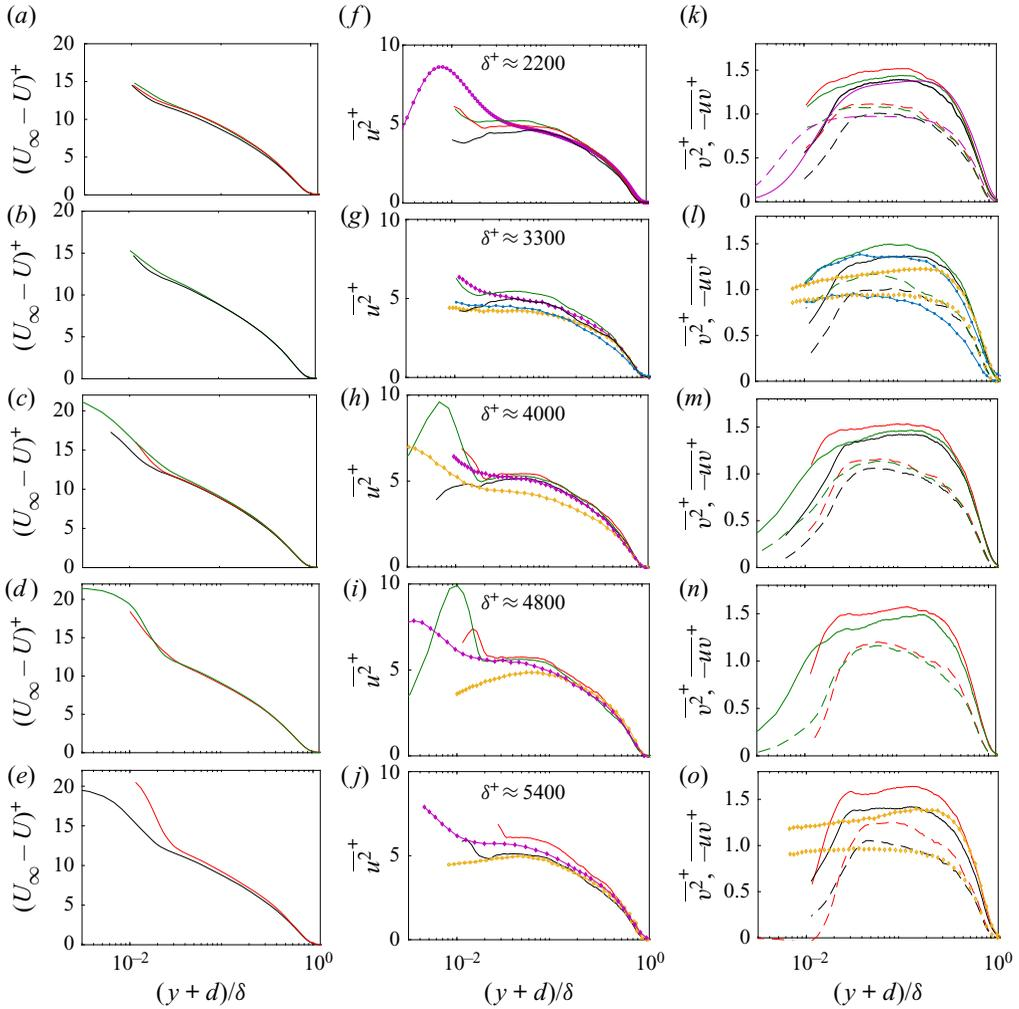 (a) (f) (k)
20 15 10 5 0 (U∞ − U)⁺
10 5 0 u²⁺ δ⁺ ≈ 2200
1.5 1.0 0.5 0 v²⁺, −uv⁺
(b) (g) (l)
20 15 10 5 0 (U∞ − U)⁺
10 5 0 u²⁺ δ⁺ ≈ 3300
1.5 1.0 0.5 0 v²⁺, −uv⁺
(c) (h) (m)
20 15 10 5 0 (U∞ − U)⁺
10 5 0 u²⁺ δ⁺ ≈ 4000
1.5 1.0 0.5 0 v²⁺, −uv⁺
(d) (i) (n)
20 15 10 5 0 (U∞ − U)⁺
10 5 0 u²⁺ δ⁺ ≈ 4800
1.5 1.0 0.5 0 v²⁺, −uv⁺
(e) (j) (o)
20 15 10 5 0 (U∞ − U)⁺
10 5 0 u²⁺ δ⁺ ≈ 5400
1.5 1.0 0.5 0 v²⁺, −uv⁺
10⁻² 10⁰ 10⁻² 10⁰ 10⁻² 10⁰
(y + d)/δ (y + d)/δ (y + d)/δ